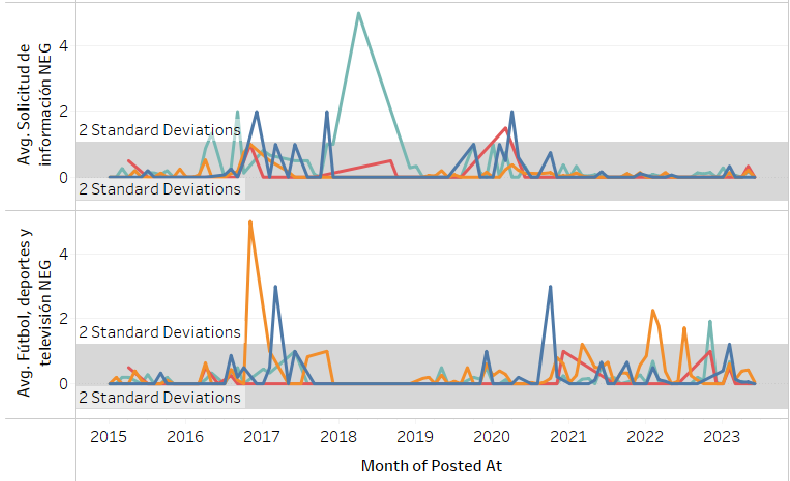 Avg. Solicitud de
información NEG
4
2
0
2 Standard Deviations
2 Standard Deviations
Avg. Fútbol, deportes y
televisión NEG
4
2
0
2 Standard Deviations
2 Standard Deviations
2015 2016 2017 2018 2019 2020 2021 2022 2023
Month of Posted At